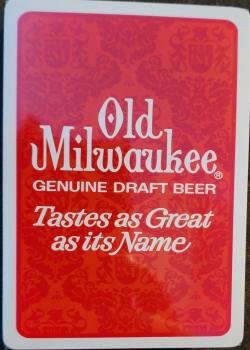 Old
Milwaukee®
GENUINE DRAFT BEER
Tastes as Great
as its Name